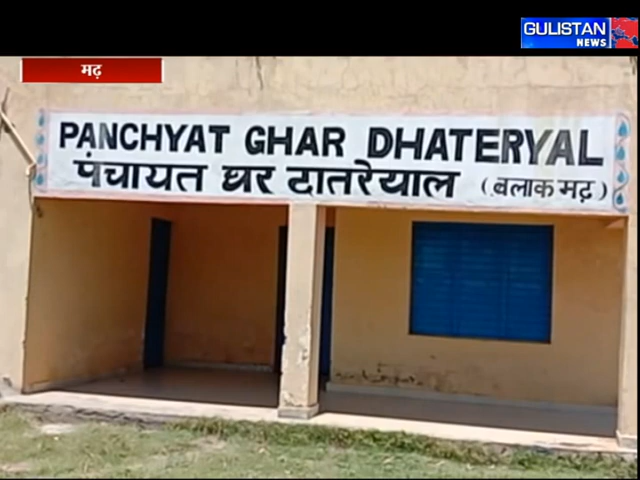 GULISTAN
NEWS
मढ़
PANCHYAT GHAR DHATERYAL
पंचायत घर टातरेयाल (बलाक मढ़)